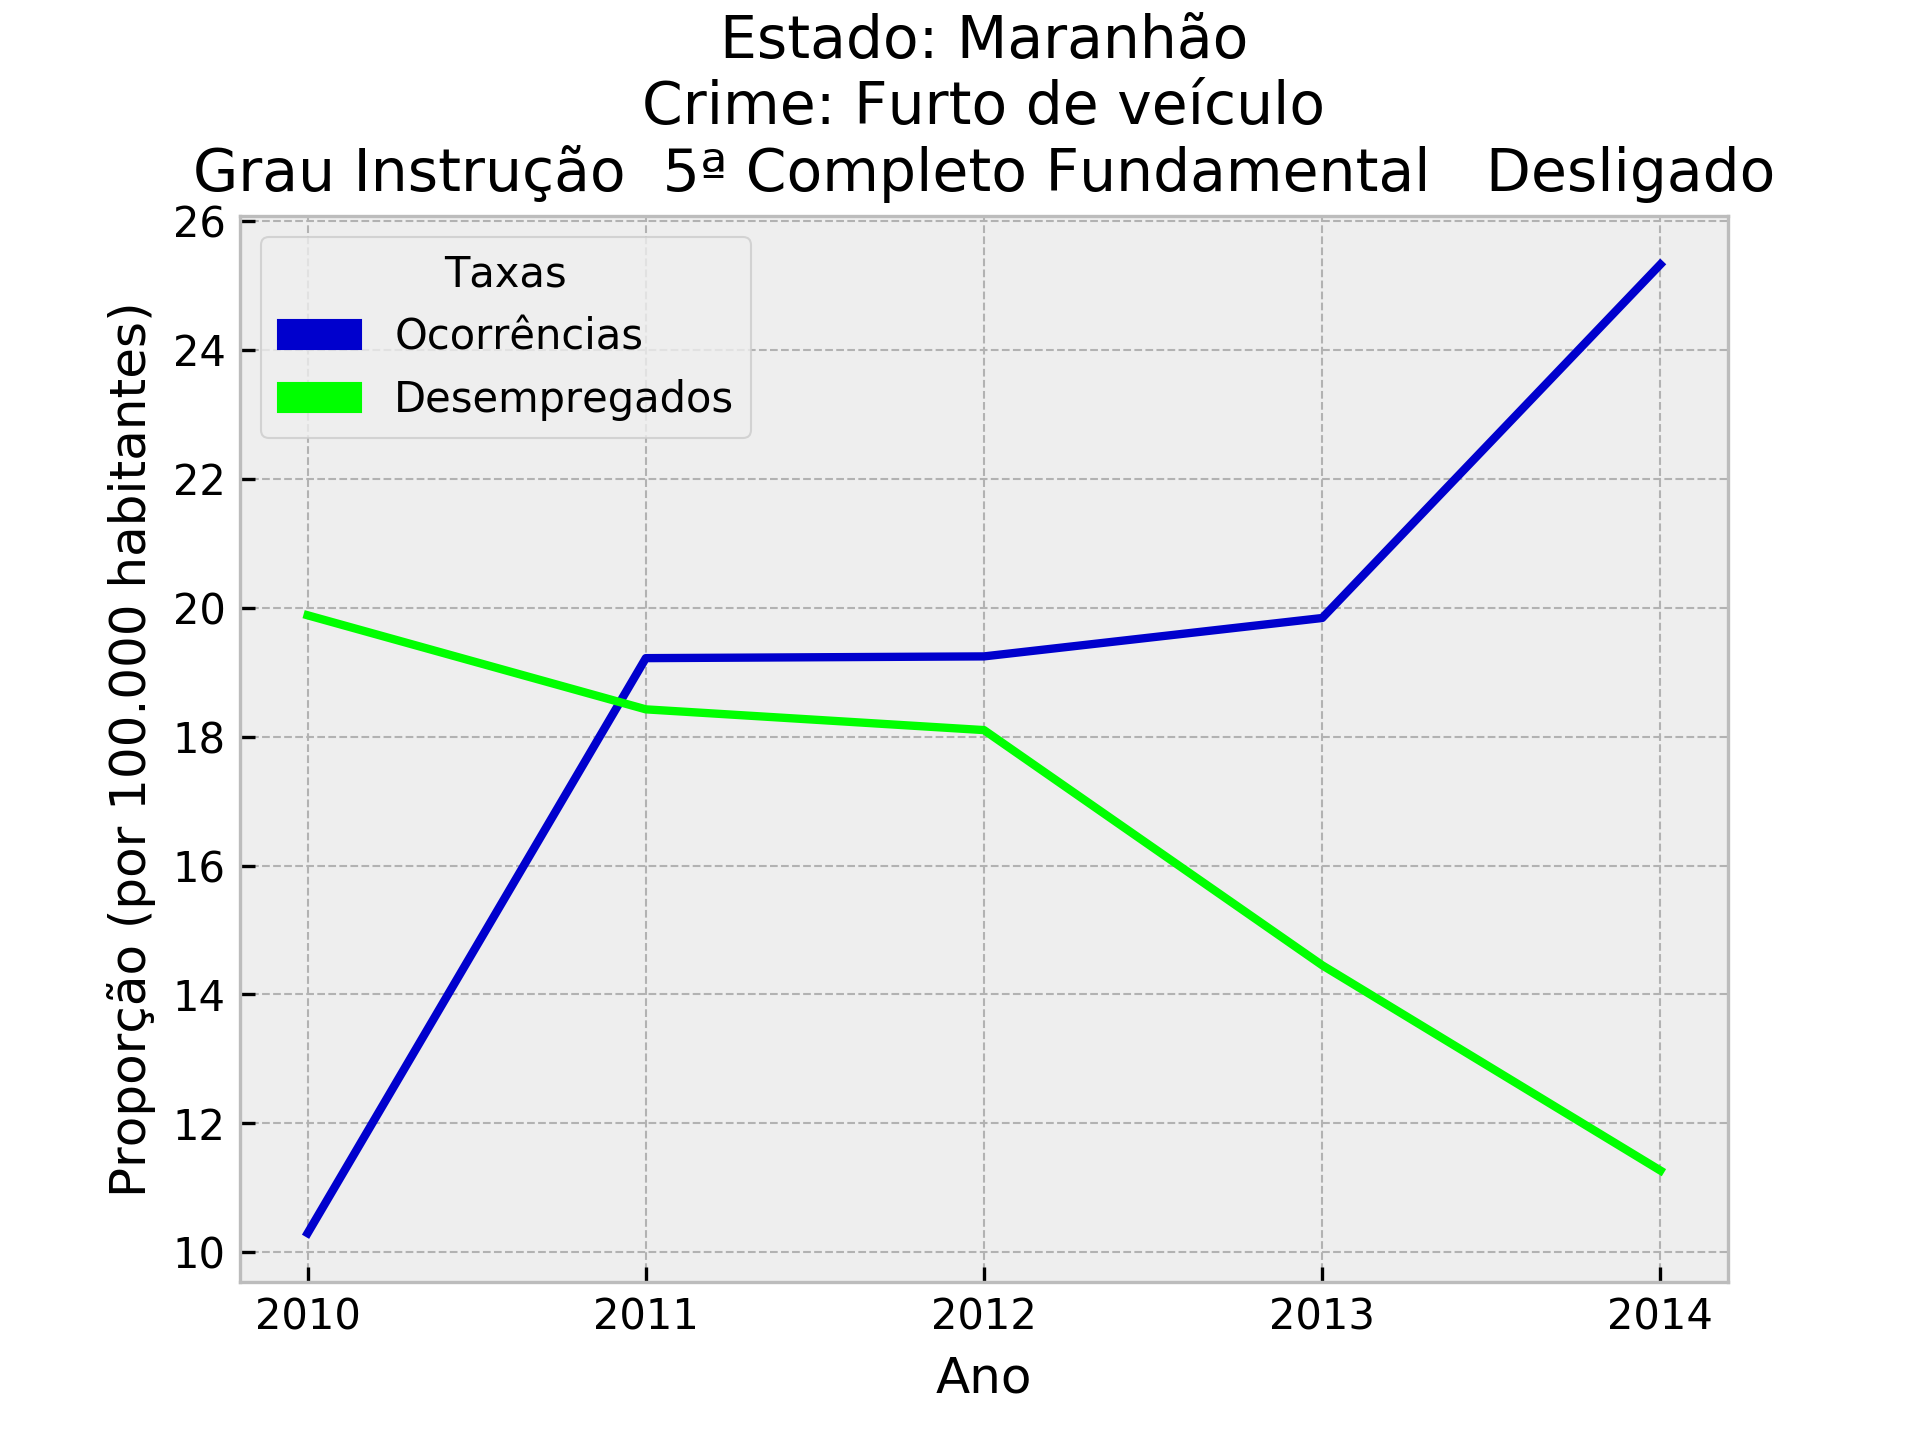 Estado: Maranhão
Crime: Furto de veículo
Grau Instrução  5ª Completo Fundamental   Desligado
Taxas
Ocorrências
Desempregados
Proporção (por 100.000 habitantes)
26
24
22
20
18
16
14
12
10
2010
2011
2012
2013
2014
Ano